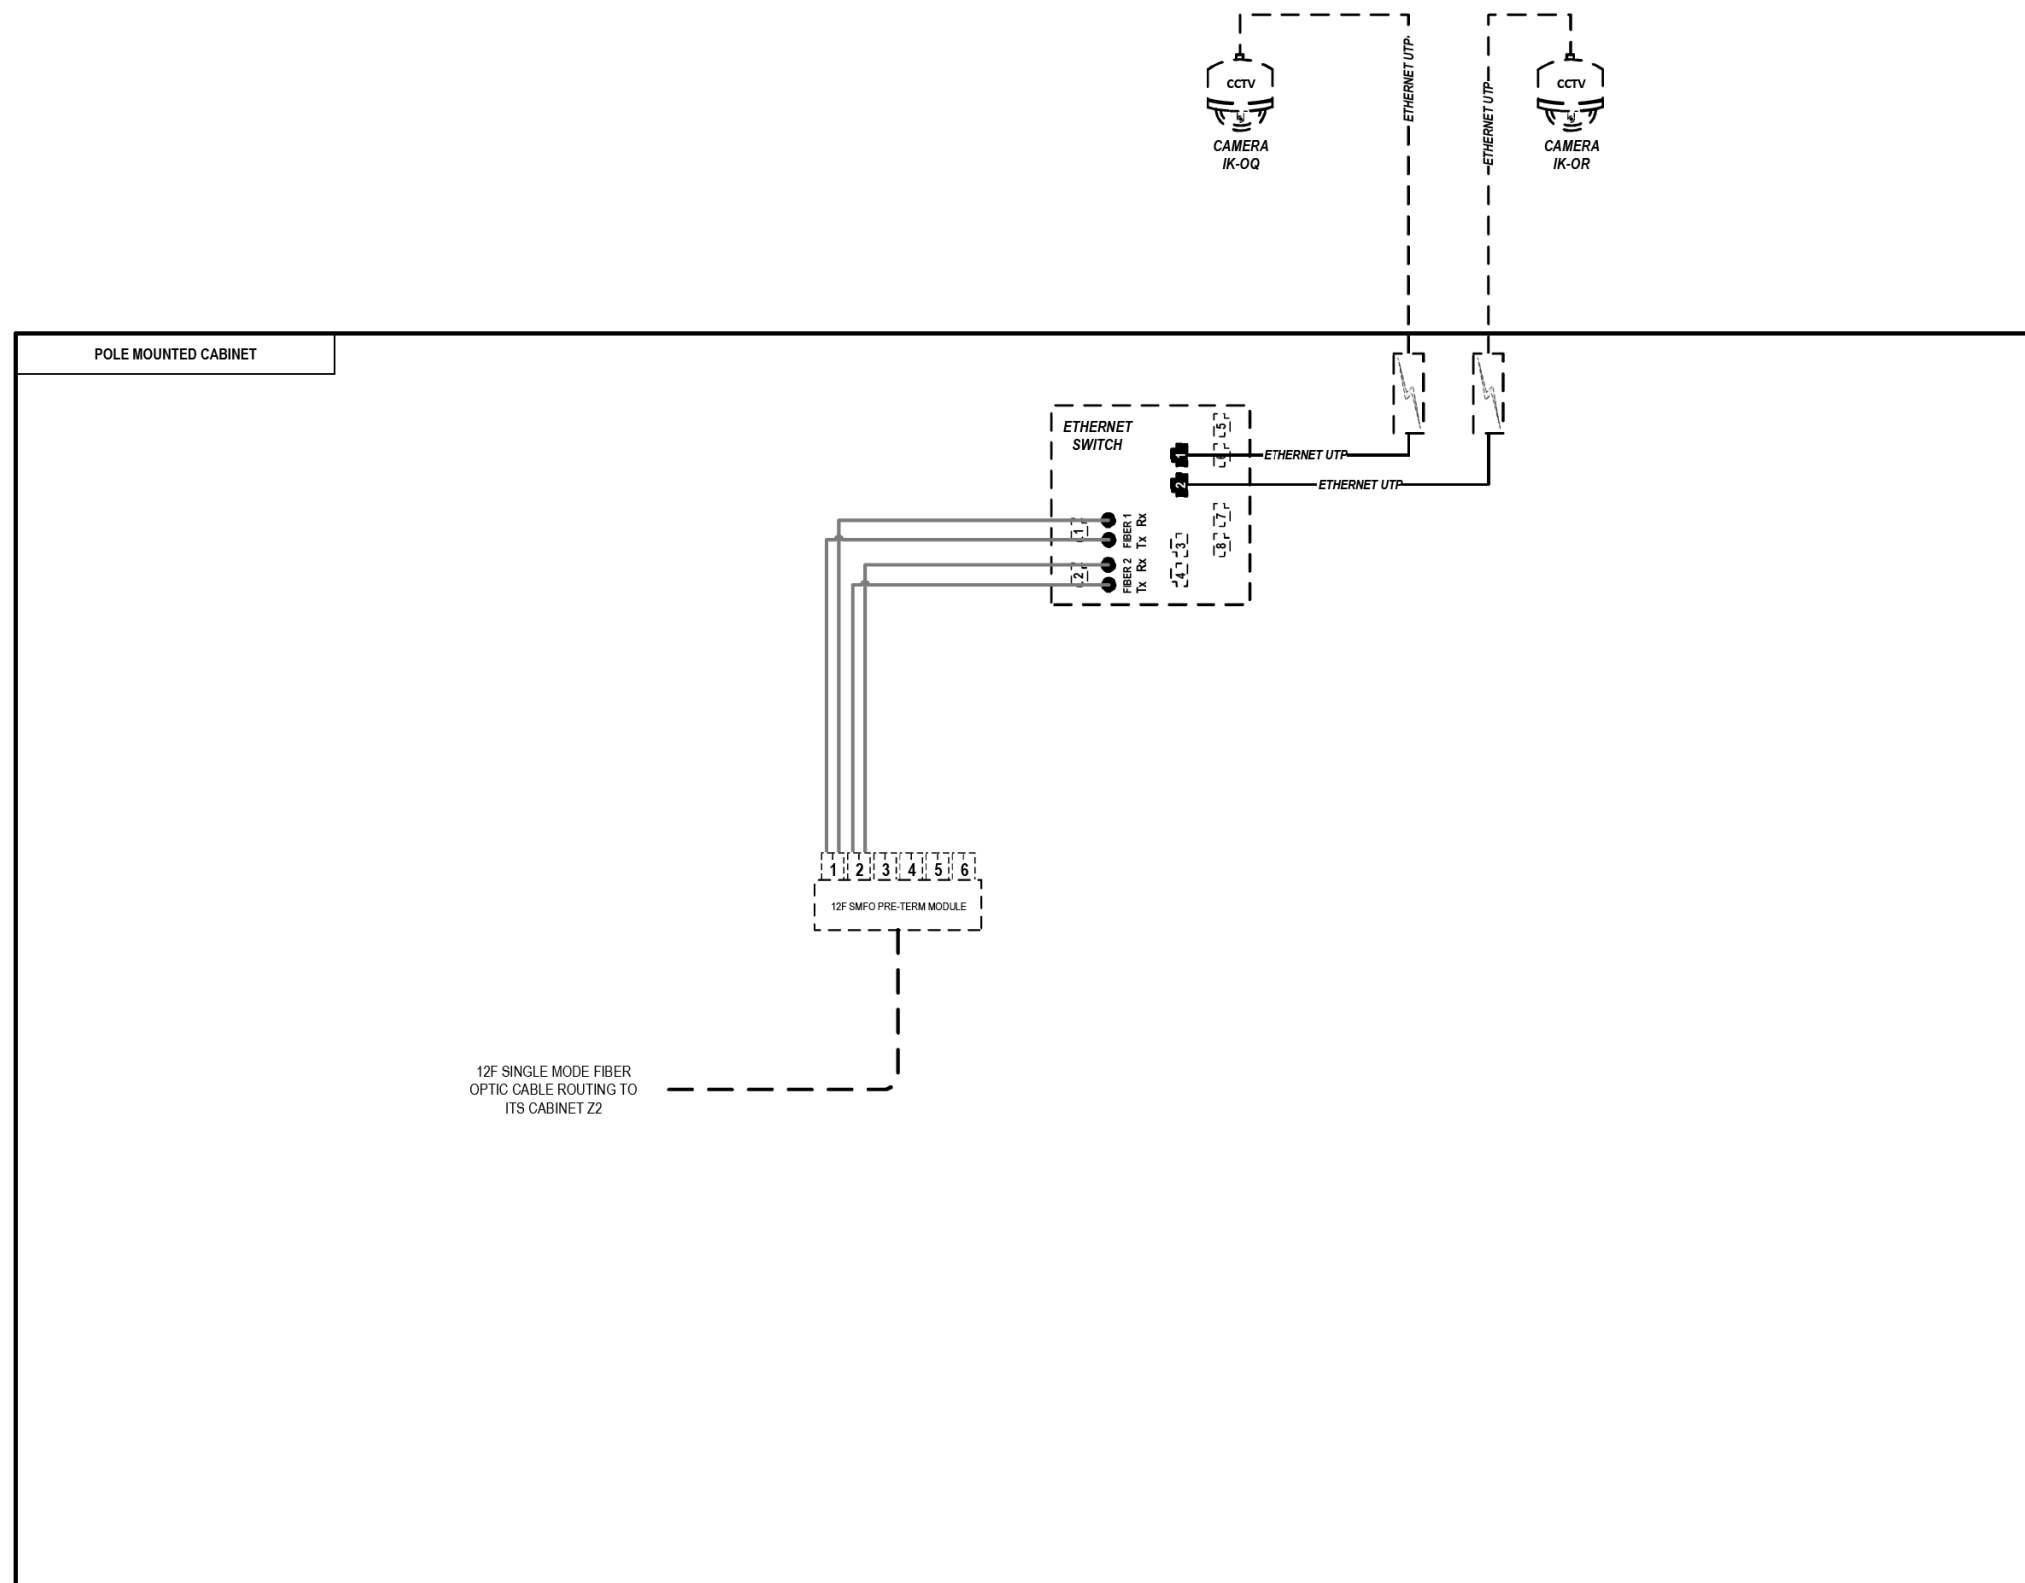 CCTV
CAMERA
IK-OQ
ETHERNET UTP
ETHERNET UTP
CCTV
CAMERA
IK-OR
POLE MOUNTED CABINET
ETHERNET
SWITCH
5
6
1
ETHERNET UTP
2
ETHERNET UTP
1
FIBER 1
Rx
Tx
7
3
8
2
FIBER 2
Rx
Tx
4
1 2 3 4 5 6
12F SMFO PRE-TERM MODULE
12F SINGLE MODE FIBER
OPTIC CABLE ROUTING TO
ITS CABINET Z2